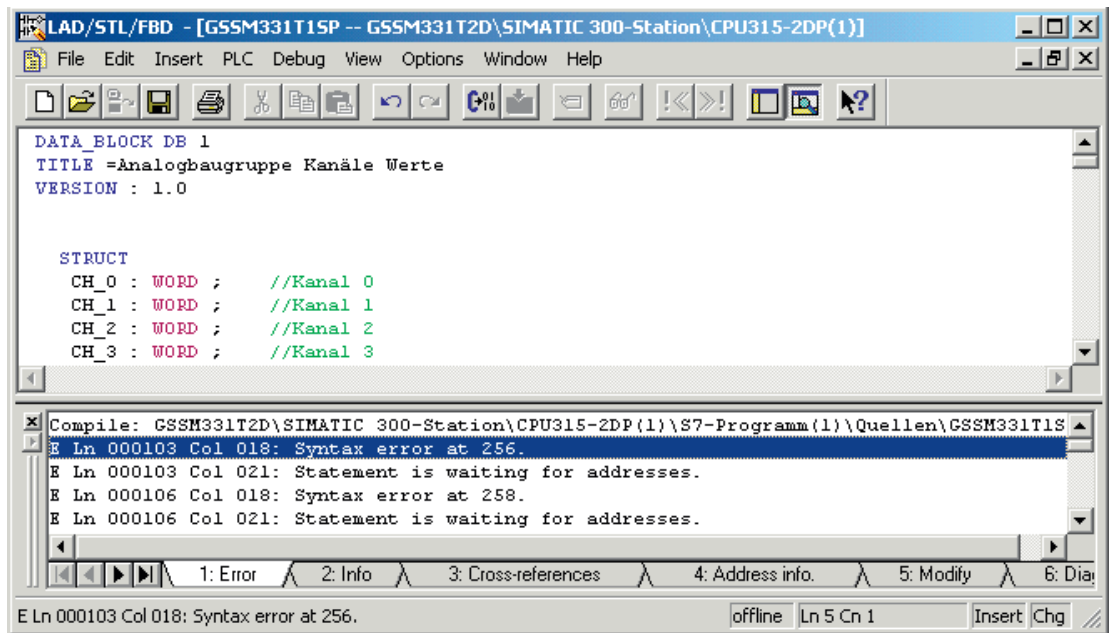 LAD/STL/FBD - [GSSM331T1SP -- GSSM331T2D\SIMATIC 300-Station\CPU315-2DP(1)]
File Edit Insert PLC Debug View Options Window Help
DATA_BLOCK DB 1
TITLE =Analogbaugruppe Kanäle Werte
VERSION : 1.0
STRUCT
CH_0 : WORD ; //Kanal 0
CH_1 : WORD ; //Kanal 1
CH_2 : WORD ; //Kanal 2
CH_3 : WORD ; //Kanal 3
Compile: GSSM331T2D\SIMATIC 300-Station\CPU315-2DP(1)\S7-Programm(1)\Quellen\GSSM331T1S
E Ln 000103 Col 018: Syntax error at 256.
E Ln 000103 Col 021: Statement is waiting for addresses.
E Ln 000106 Col 018: Syntax error at 258.
E Ln 000106 Col 021: Statement is waiting for addresses.
1: Error 2: Info 3: Cross-references 4: Address info. 5: Modify 6: Dia
E Ln 000103 Col 018: Syntax error at 256. offline Ln 5 Cn 1 Insert Chg